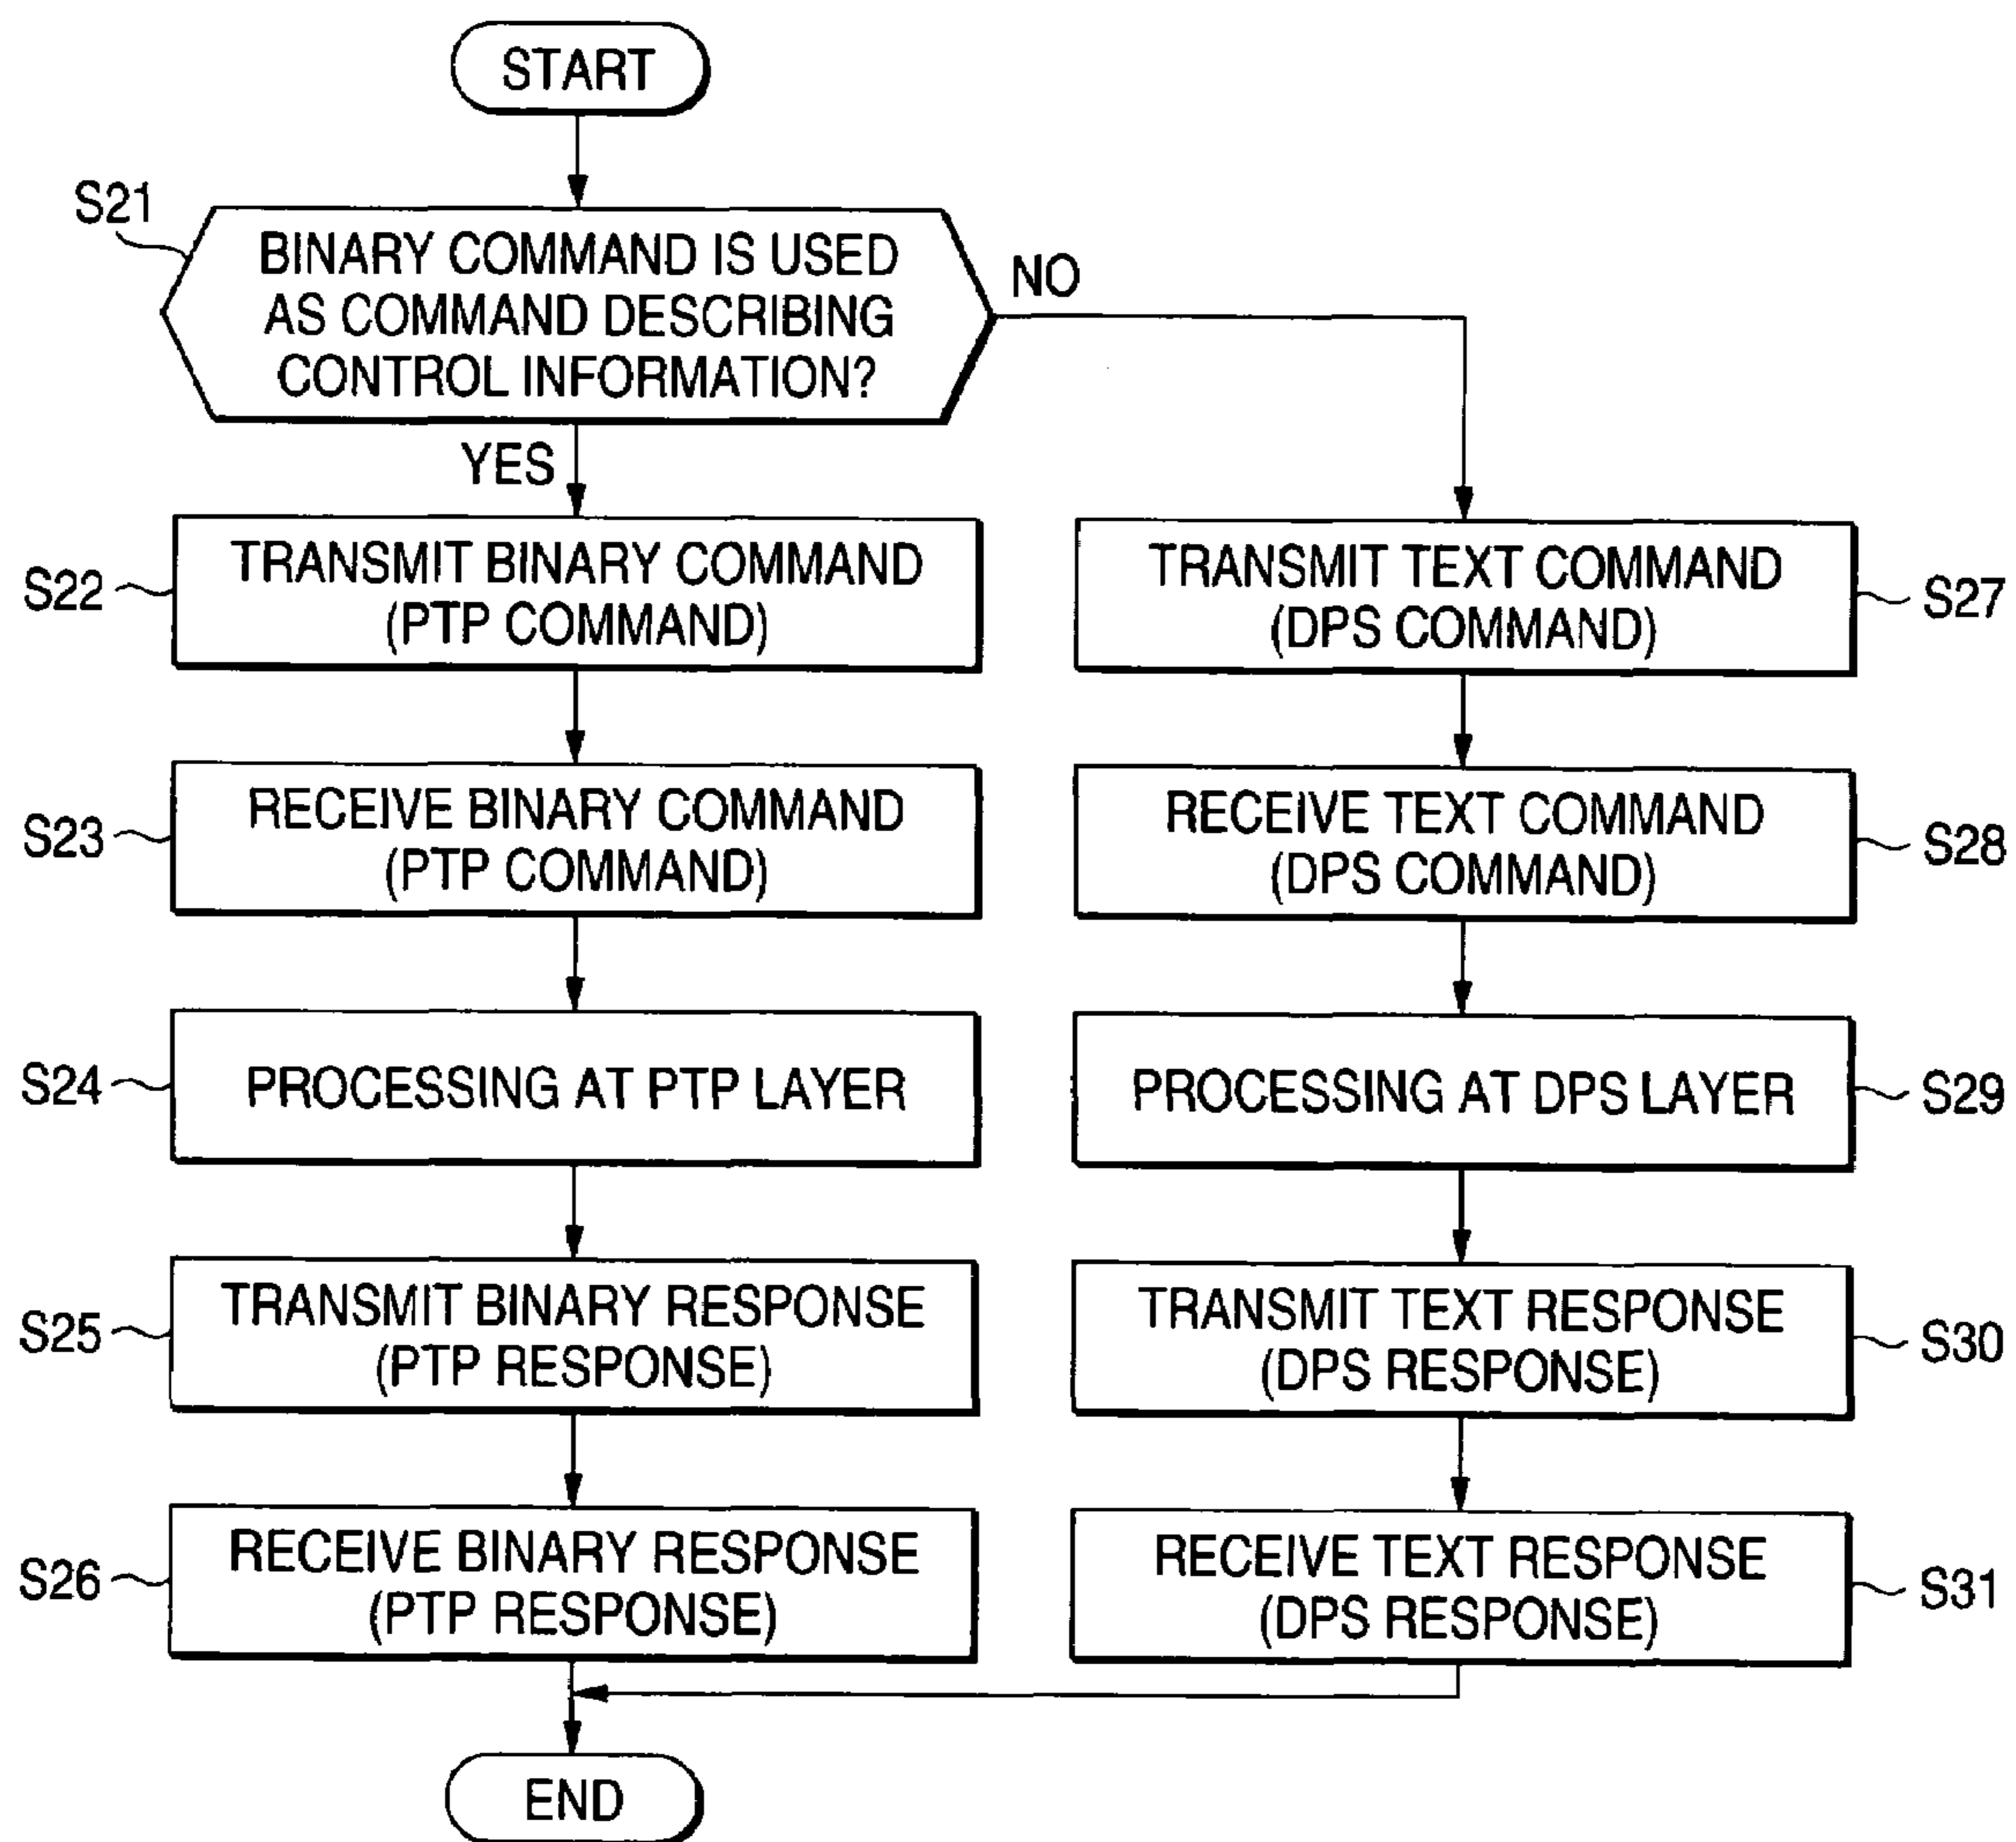 START
S21
BINARY COMMAND IS USED
AS COMMAND DESCRIBING
CONTROL INFORMATION?
NO
YES
S22
TRANSMIT BINARY COMMAND
(PTP COMMAND)
TRANSMIT TEXT COMMAND
(DPS COMMAND)
S27
S23
RECEIVE BINARY COMMAND
(PTP COMMAND)
RECEIVE TEXT COMMAND
(DPS COMMAND)
S28
S24
PROCESSING AT PTP LAYER
PROCESSING AT DPS LAYER
S29
S25
TRANSMIT BINARY RESPONSE
(PTP RESPONSE)
TRANSMIT TEXT RESPONSE
(DPS RESPONSE)
S30
S26
RECEIVE BINARY RESPONSE
(PTP RESPONSE)
RECEIVE TEXT RESPONSE
(DPS RESPONSE)
S31
END